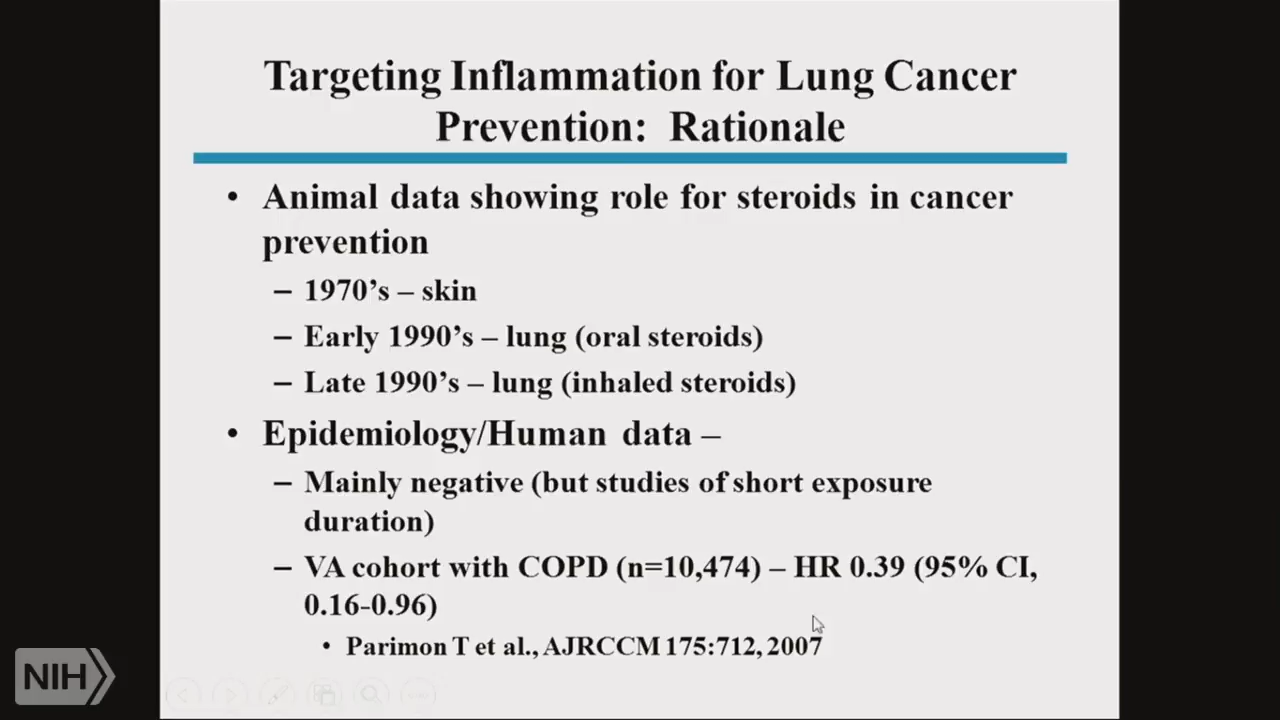 Targeting Inflammation for Lung Cancer
Prevention: Rationale
• Animal data showing role for steroids in cancer
prevention
– 1970's – skin
– Early 1990's – lung (oral steroids)
– Late 1990's – lung (inhaled steroids)
• Epidemiology/Human data –
– Mainly negative (but studies of short exposure
duration)
– VA cohort with COPD (n=10,474) – HR 0.39 (95% CI,
0.16-0.96)
• Parimon T et al., AJRCCM 175:712, 2007
NIH